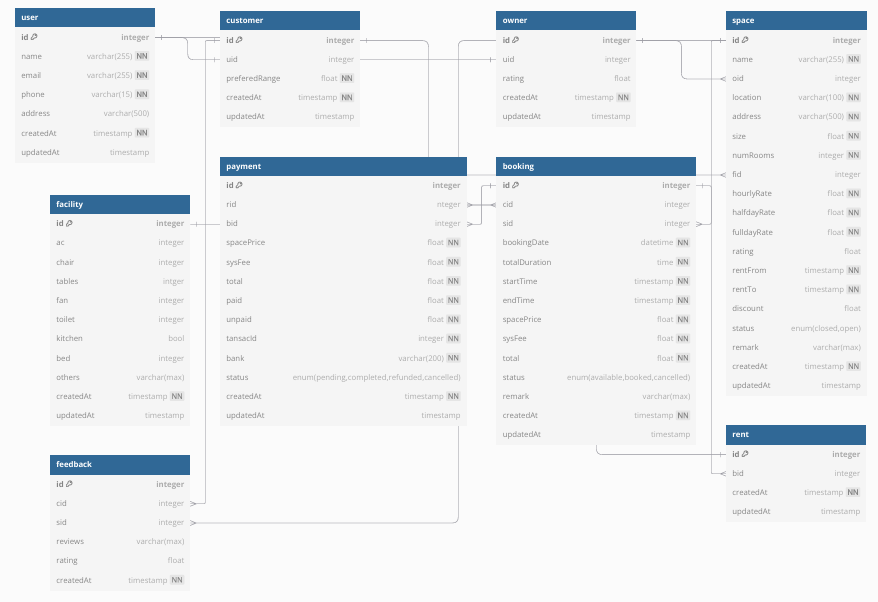 user
id integer
name varchar(255) NN
email varchar(255) NN
phone varchar(15) NN
address varchar(500)
createdAt timestamp NN
updatedAt timestamp
customer
id integer
uid integer
preferedRange float NN
createdAt timestamp NN
updatedAt timestamp
owner
id integer
uid integer
rating float
createdAt timestamp NN
updatedAt timestamp
space
id integer
name varchar(255) NN
oid integer
location varchar(100) NN
address varchar(500) NN
size float NN
numRooms integer NN
fid integer
hourlyRate float NN
halfdayRate float NN
fulldayRate float NN
rating float
rentFrom timestamp NN
rentTo timestamp NN
discount float
status enum(closed,open)
remark varchar(max)
createdAt timestamp NN
updatedAt timestamp
payment
id integer
rid nteger
bid integer
spacePrice float NN
sysFee float NN
total float NN
paid float NN
unpaid float NN
tansacId integer NN
bank varchar(200) NN
status enum(pending,completed,refunded,cancelled)
createdAt timestamp NN
updatedAt timestamp
booking
id integer
cid integer
sid integer
bookingDate datetime NN
totalDuration time NN
startTime timestamp NN
endTime timestamp NN
spacePrice float NN
sysFee float NN
total float NN
status enum(available,booked,cancelled)
remark varchar(max)
createdAt timestamp NN
updatedAt timestamp
facility
id integer
ac integer
chair integer
tables integer
fan integer
toilet integer
kitchen bool
bed integer
others varchar(max)
createdAt timestamp NN
updatedAt timestamp
rent
id integer
bid integer
createdAt timestamp NN
updatedAt timestamp
feedback
id integer
cid integer
sid integer
reviews varchar(max)
rating float
createdAt timestamp NN